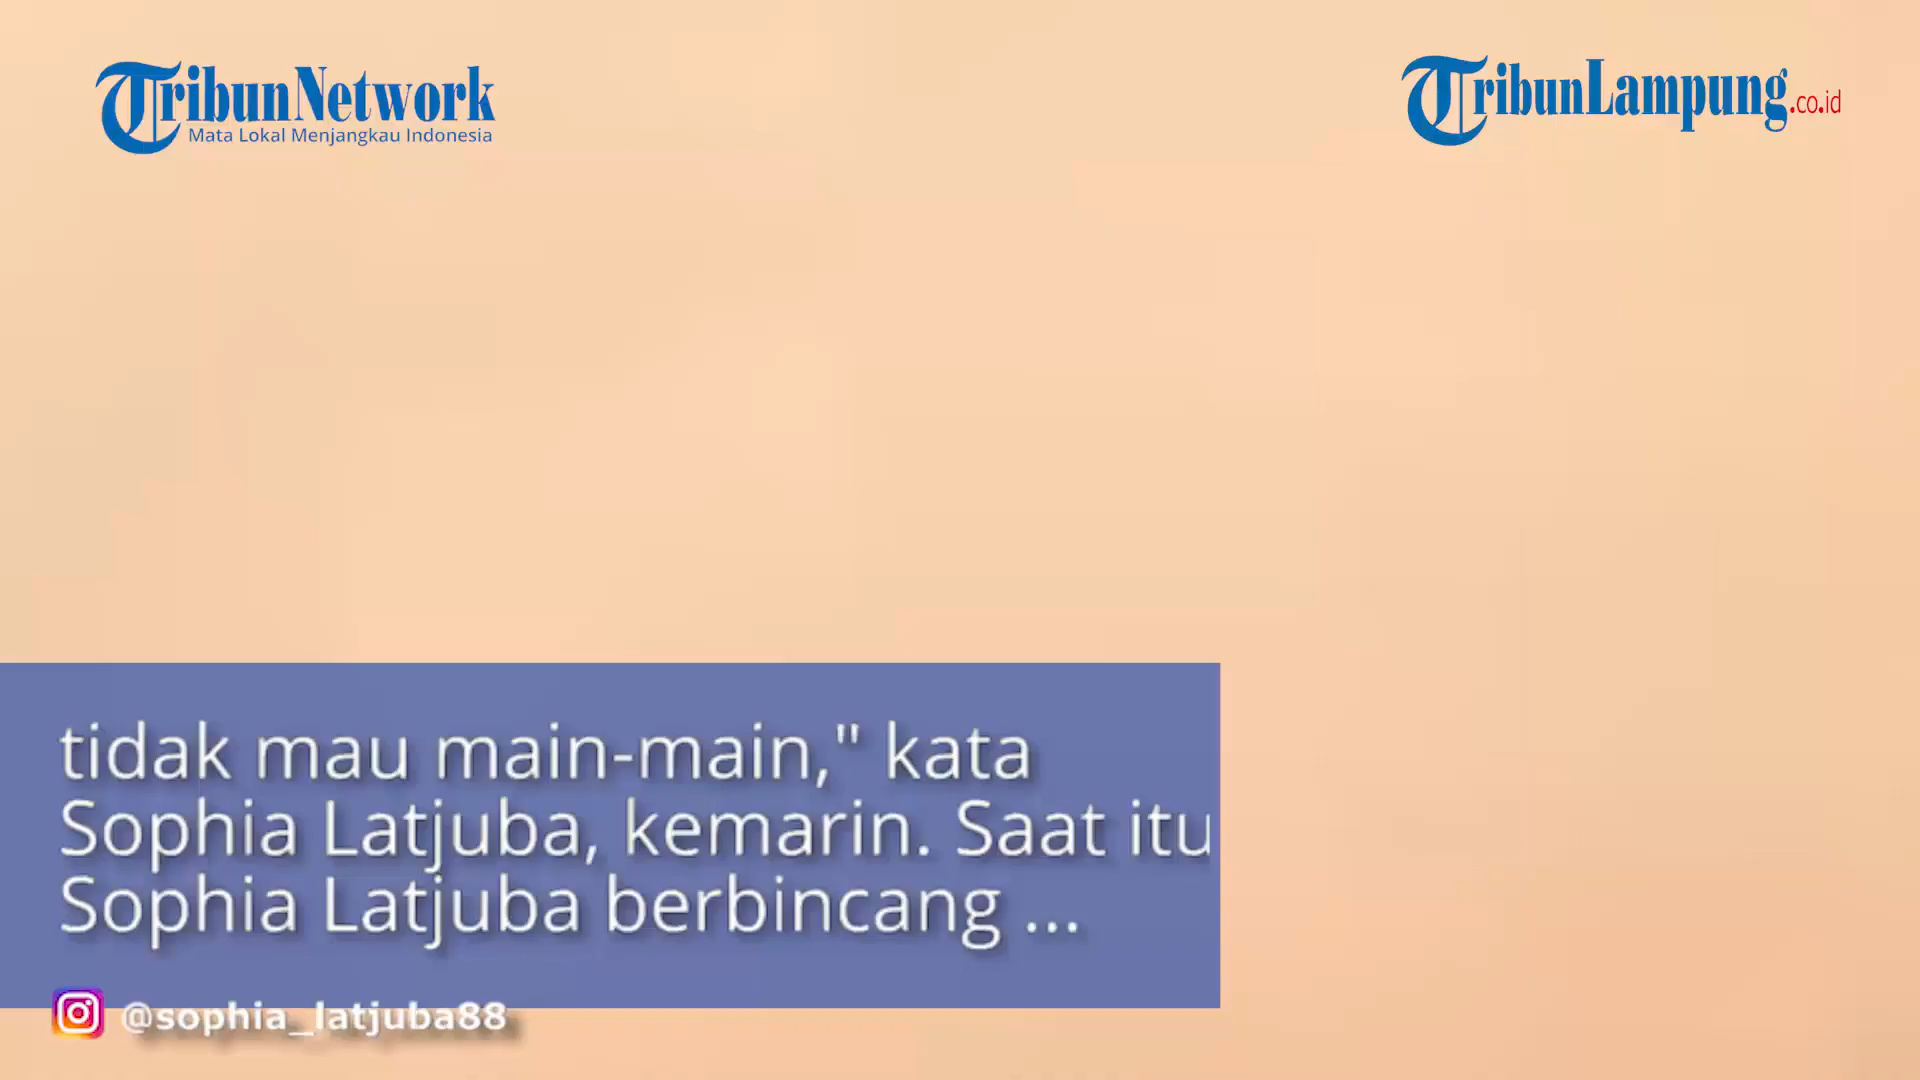 TribunNetwork
Mata Lokal Menjangkau Indonesia
TribunLampung.co.id
tidak mau main-main," kata
Sophia Latjuba, kemarin. Saat itu
Sophia Latjuba berbincang ...
@sophia_latjuba88